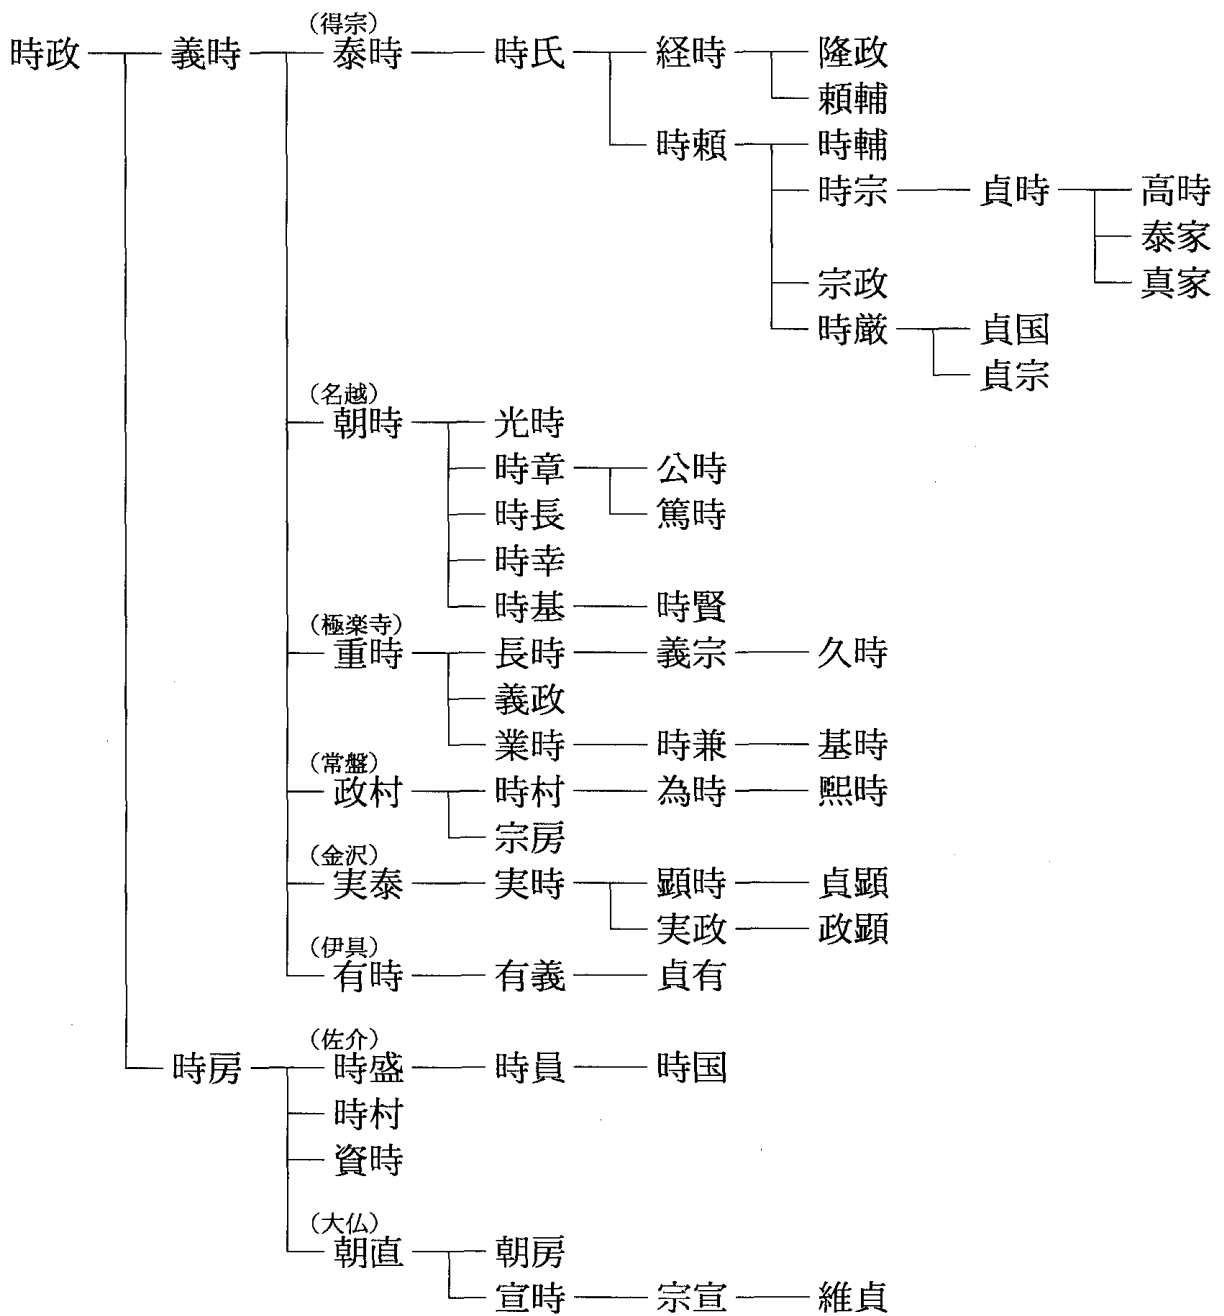 （得宗）
時政 義時 泰時 時氏 経時 隆政
頼輔
時頼 時輔
時宗 貞時 高時
泰家
真家
宗政
時厳 貞国
貞宗
（名越）
朝時 光時
時章 公時
時長 篤時
時幸
時基 時賢
（極楽寺）
重時 長時 義宗 久時
義政
業時 時兼 基時
（常盤）
政村 時村 為時 熙時
宗房
（金沢）
実泰 実時 顕時 貞顕
実政 政顕
（伊具）
有時 有義 貞有
（佐介）
時房 時盛 時員 時国
時村
資時
（大仏）
朝直 朝房
宣時 宗宣 維貞